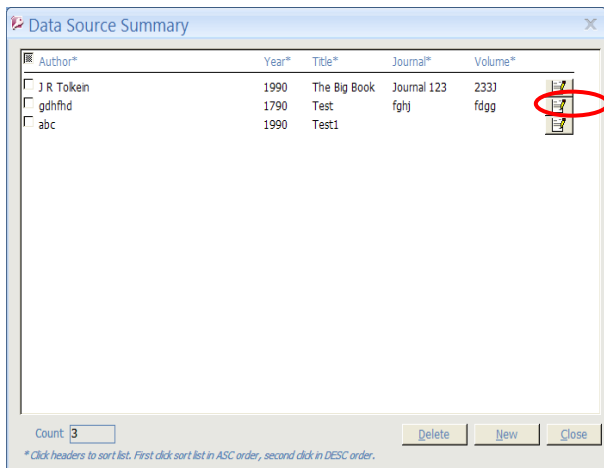 Data Source Summary
Author* Year* Title* Journal* Volume*
J R Tolkein 1990 The Big Book Journal 123 233J
gdhfhd 1790 Test fghj fdgg
abc 1990 Test1
Count 3 Delete New Close
* Click headers to sort list. First click sort list in ASC order, second click in DESC order.